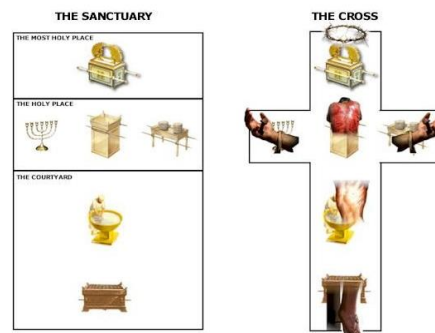 THE SANCTUARY
THE CROSS
THE MOST HOLY PLACE
THE HOLY PLACE
THE COURTYARD